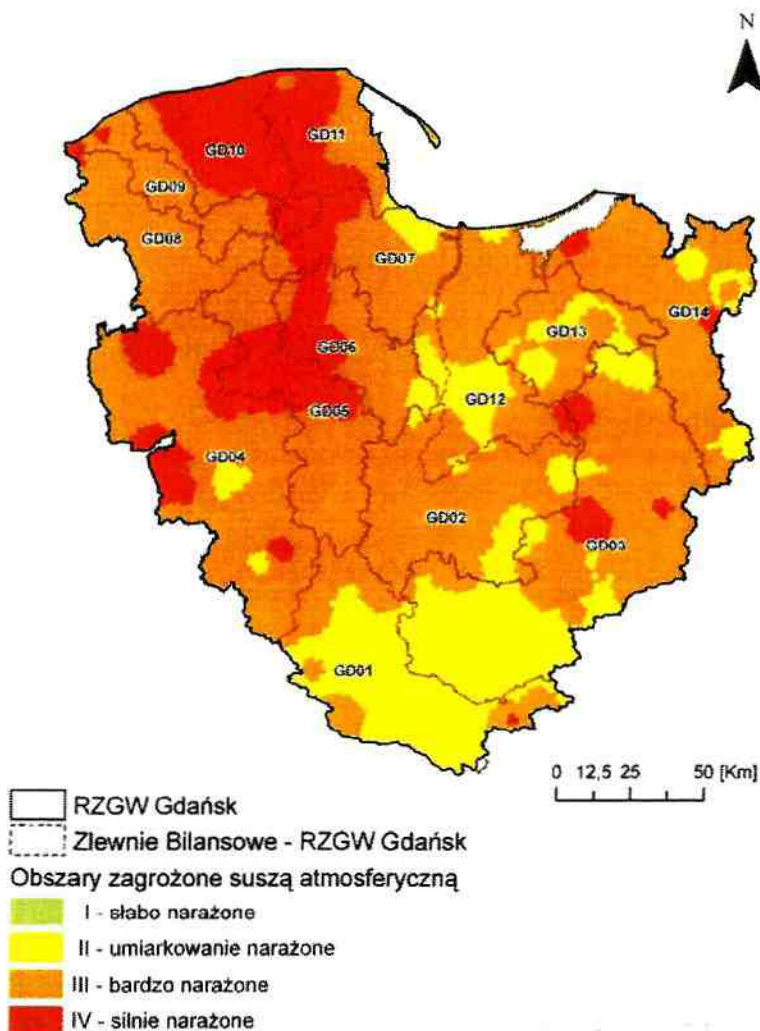 N
GD11
GD10
GD09
GD08
GD07
GD14
GD13
GD06
GD12
GD05
GD04
GD02
GD03
GD01
0 12,5 25 50 [Km]
RZGW Gdańsk
Zlewnie Bilansowe - RZGW Gdańsk
Obszary zagrożone suszą atmosferyczną
I - słabo narażone
II - umiarkowanie narażone
III - bardzo narażone
IV - silnie narażone